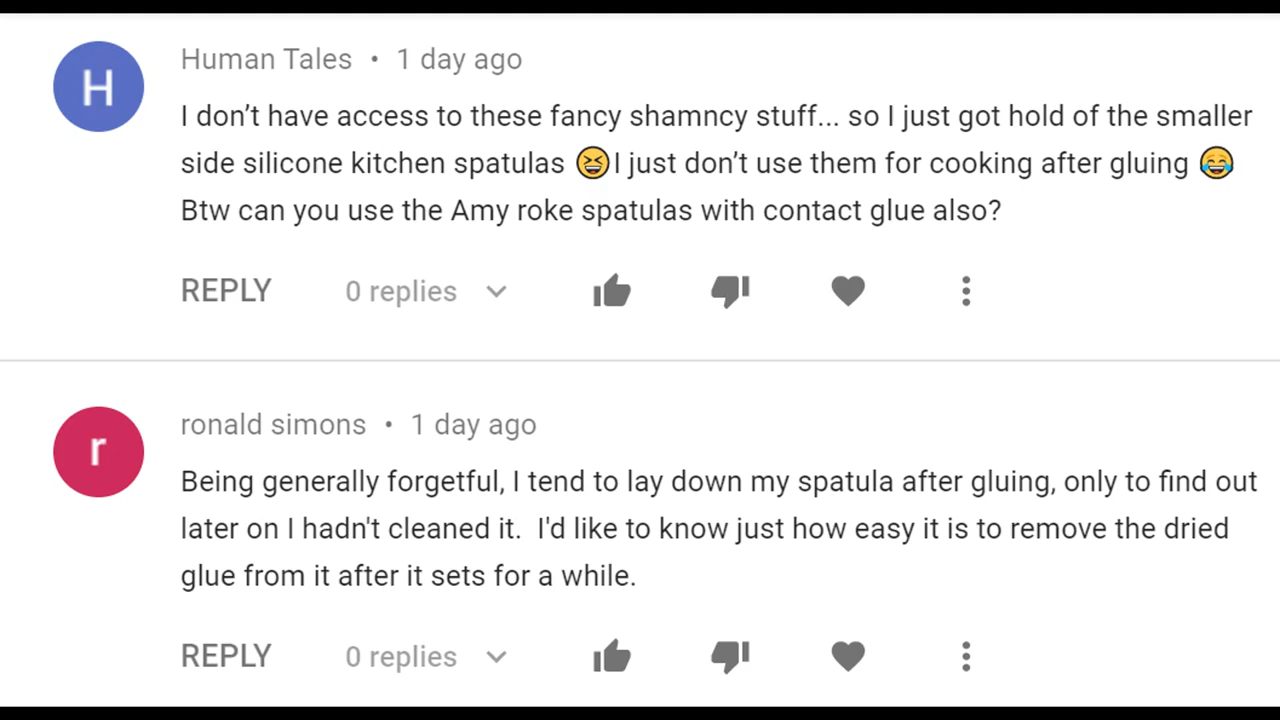 H
Human Tales • 1 day ago
I don’t have access to these fancy shamncy stuff... so I just got hold of the smaller
side silicone kitchen spatulas 😆I just don’t use them for cooking after gluing 😂
Btw can you use the Amy roke spatulas with contact glue also?
REPLY 0 replies
r
ronald simons • 1 day ago
Being generally forgetful, I tend to lay down my spatula after gluing, only to find out
later on I hadn't cleaned it.  I'd like to know just how easy it is to remove the dried
glue from it after it sets for a while.
REPLY 0 replies